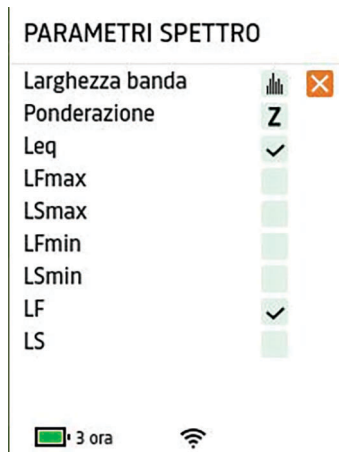 PARAMETRI SPETTRO
Larghezza banda
Ponderazione Z
Leq
LFmax
LSmax
LFmin
LSmin
LF
LS
3 ora